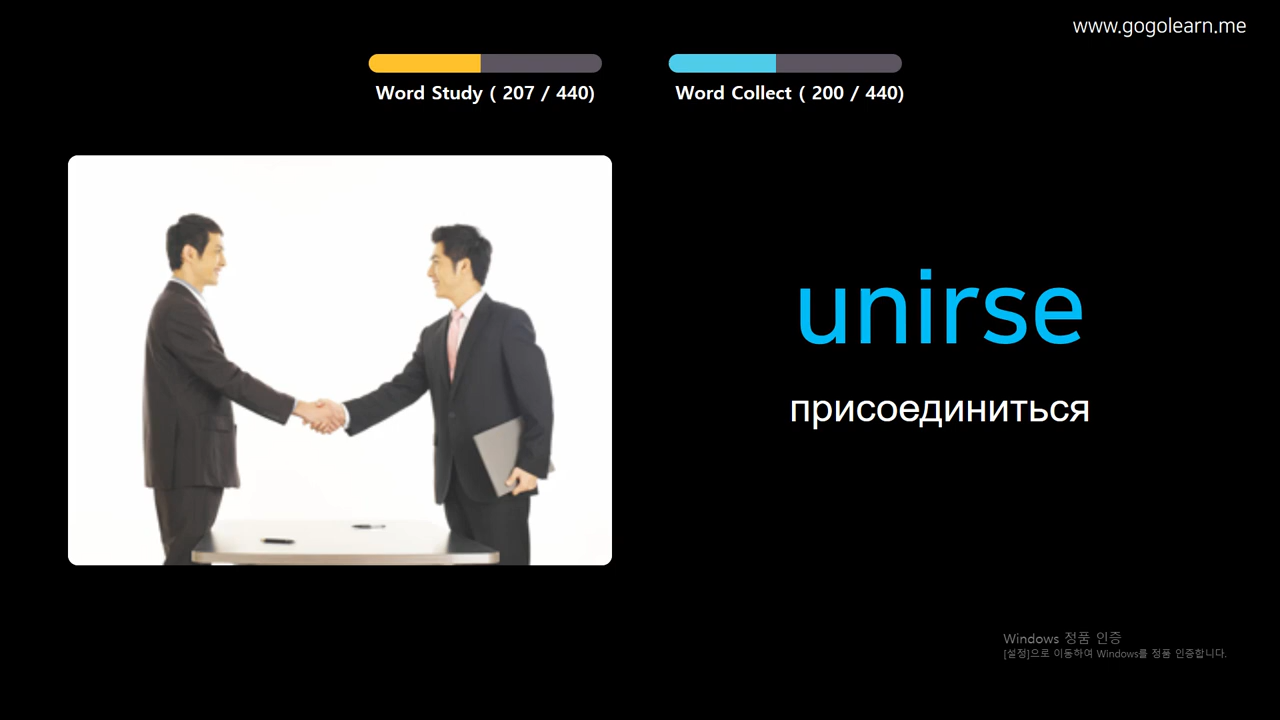 www.gogolearn.me
Word Study ( 207 / 440)
Word Collect ( 200 / 440)
unirse
присоединиться
Windows 정품 인증
[설정]으로 이동하여 Windows를 정품 인증합니다.